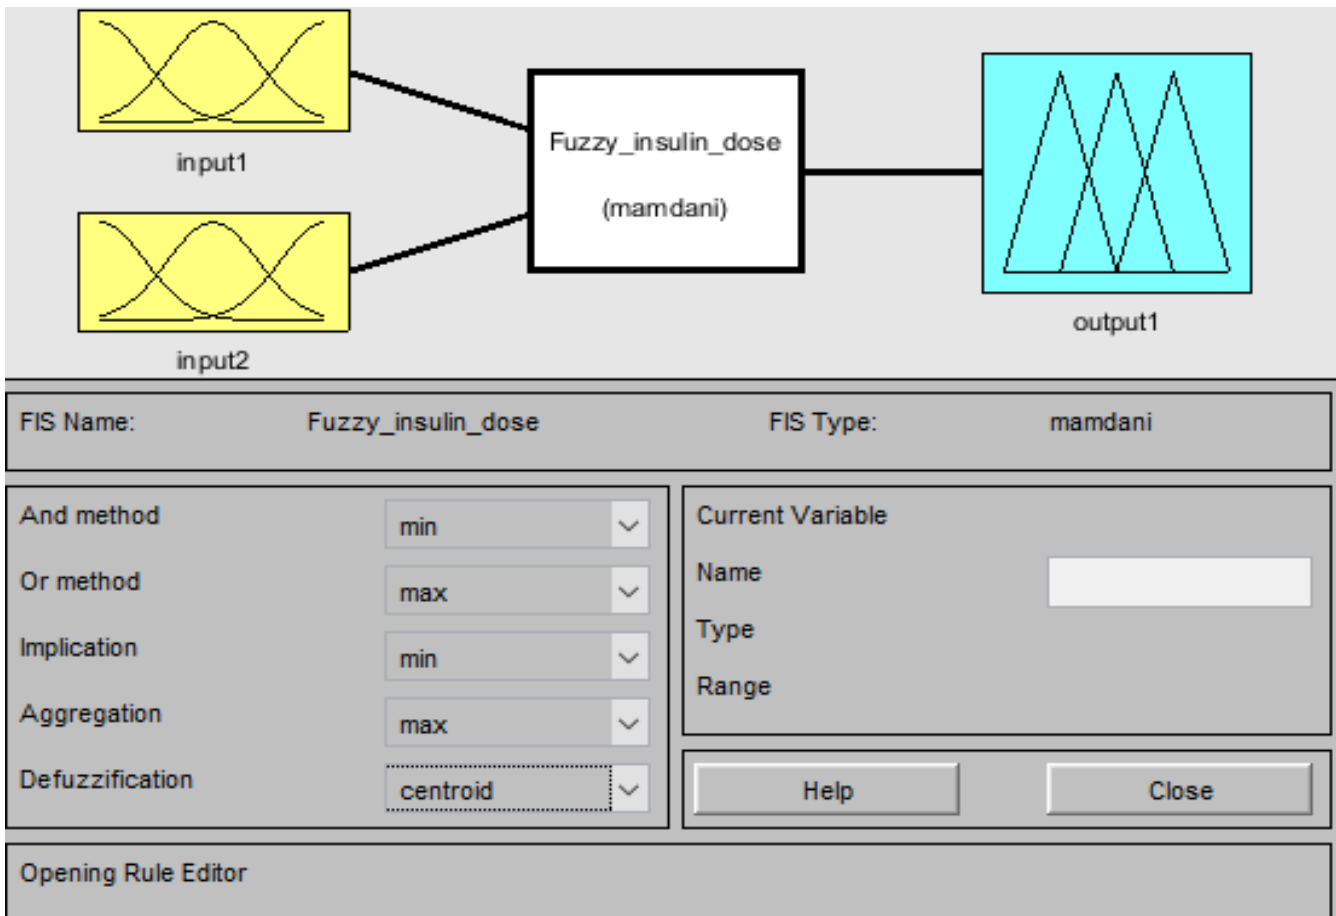 input1
Fuzzy_insulin_dose
(mamdani)
input2
output1
FIS Name: Fuzzy_insulin_dose FIS Type: mamdani
And method min
Or method max
Implication min
Aggregation max
Defuzzification centroid
Current Variable
Name
Type
Range
Help Close
Opening Rule Editor